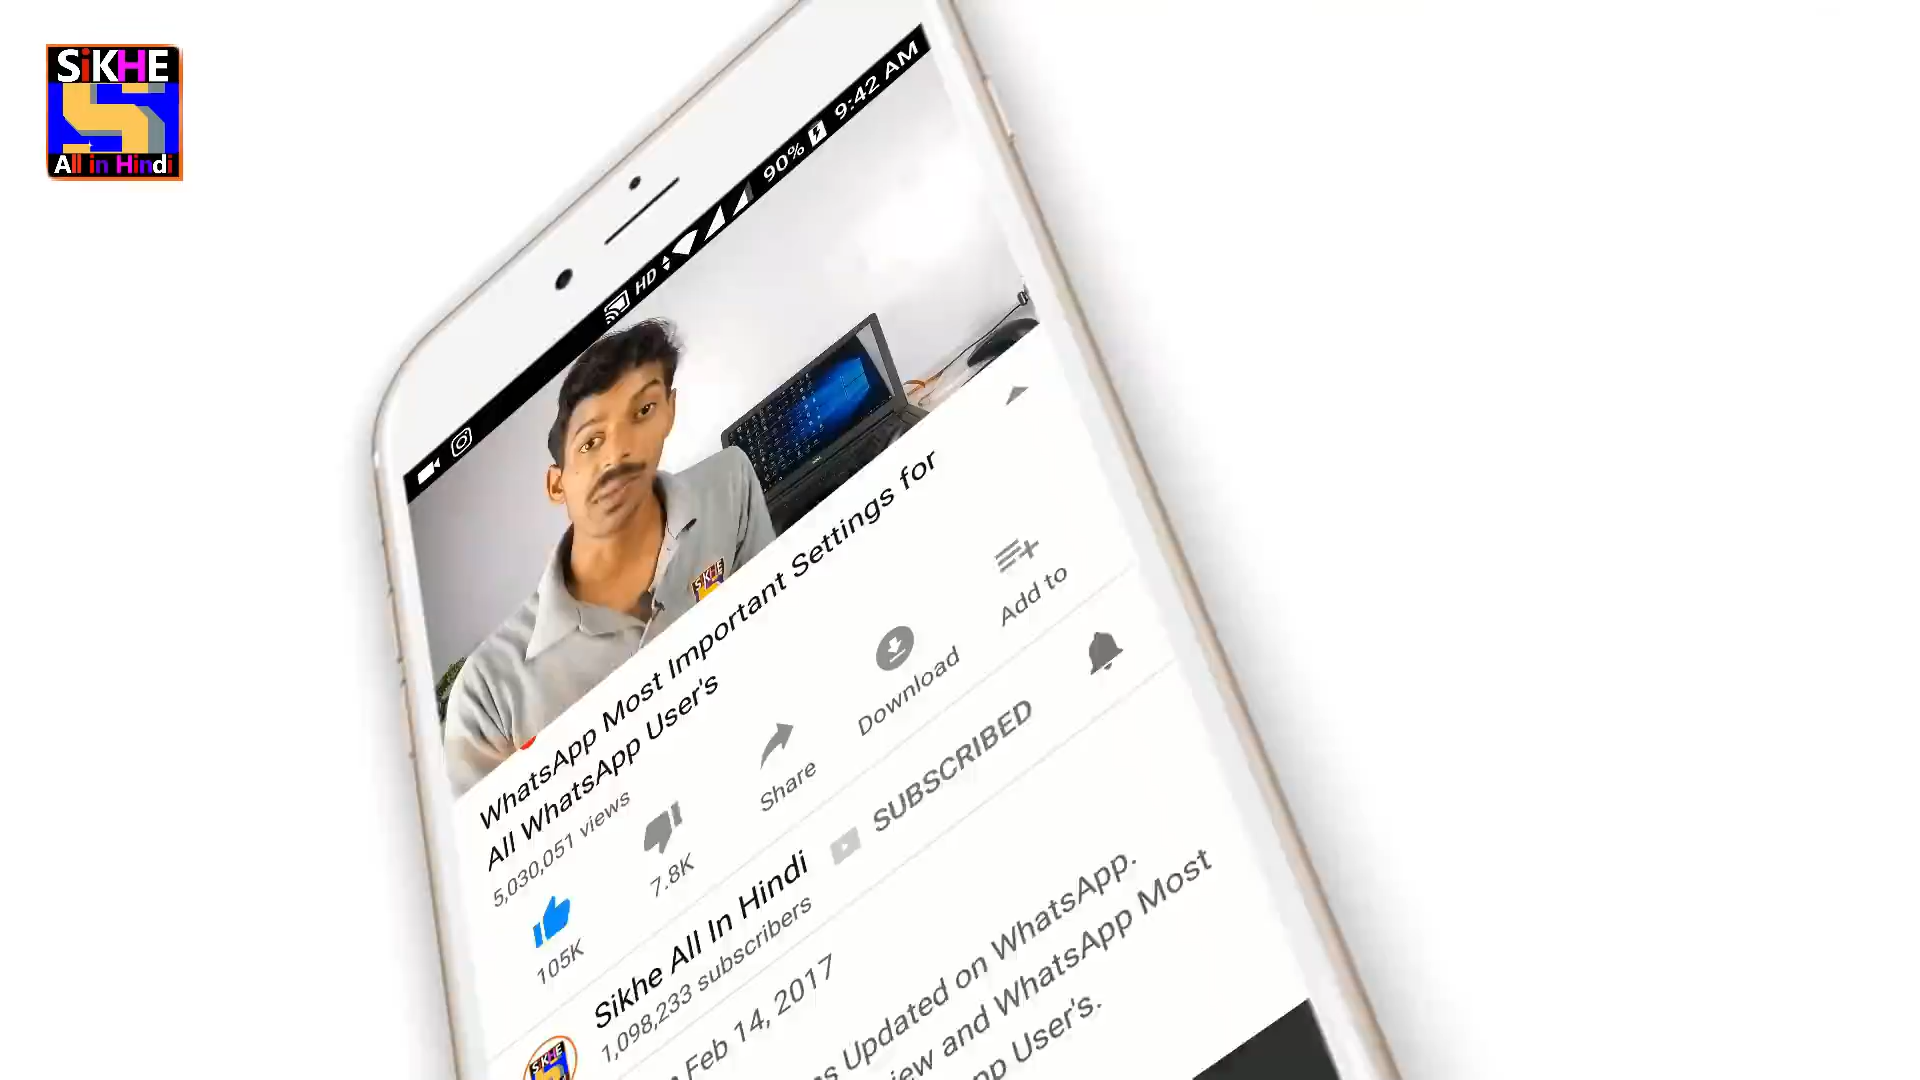 SiKHE
All in Hindi
HD
90%
9:42 AM
SiKHE
WhatsApp Most Important Settings for
All WhatsApp User's
5,030,051 views
105K
7.8K
Share
Download
Add to
Sikhe All In Hindi
1,098,233 subscribers
SUBSCRIBED
SiKHE
Feb 14, 2017
Updated on WhatsApp.
and WhatsApp Most
User's.